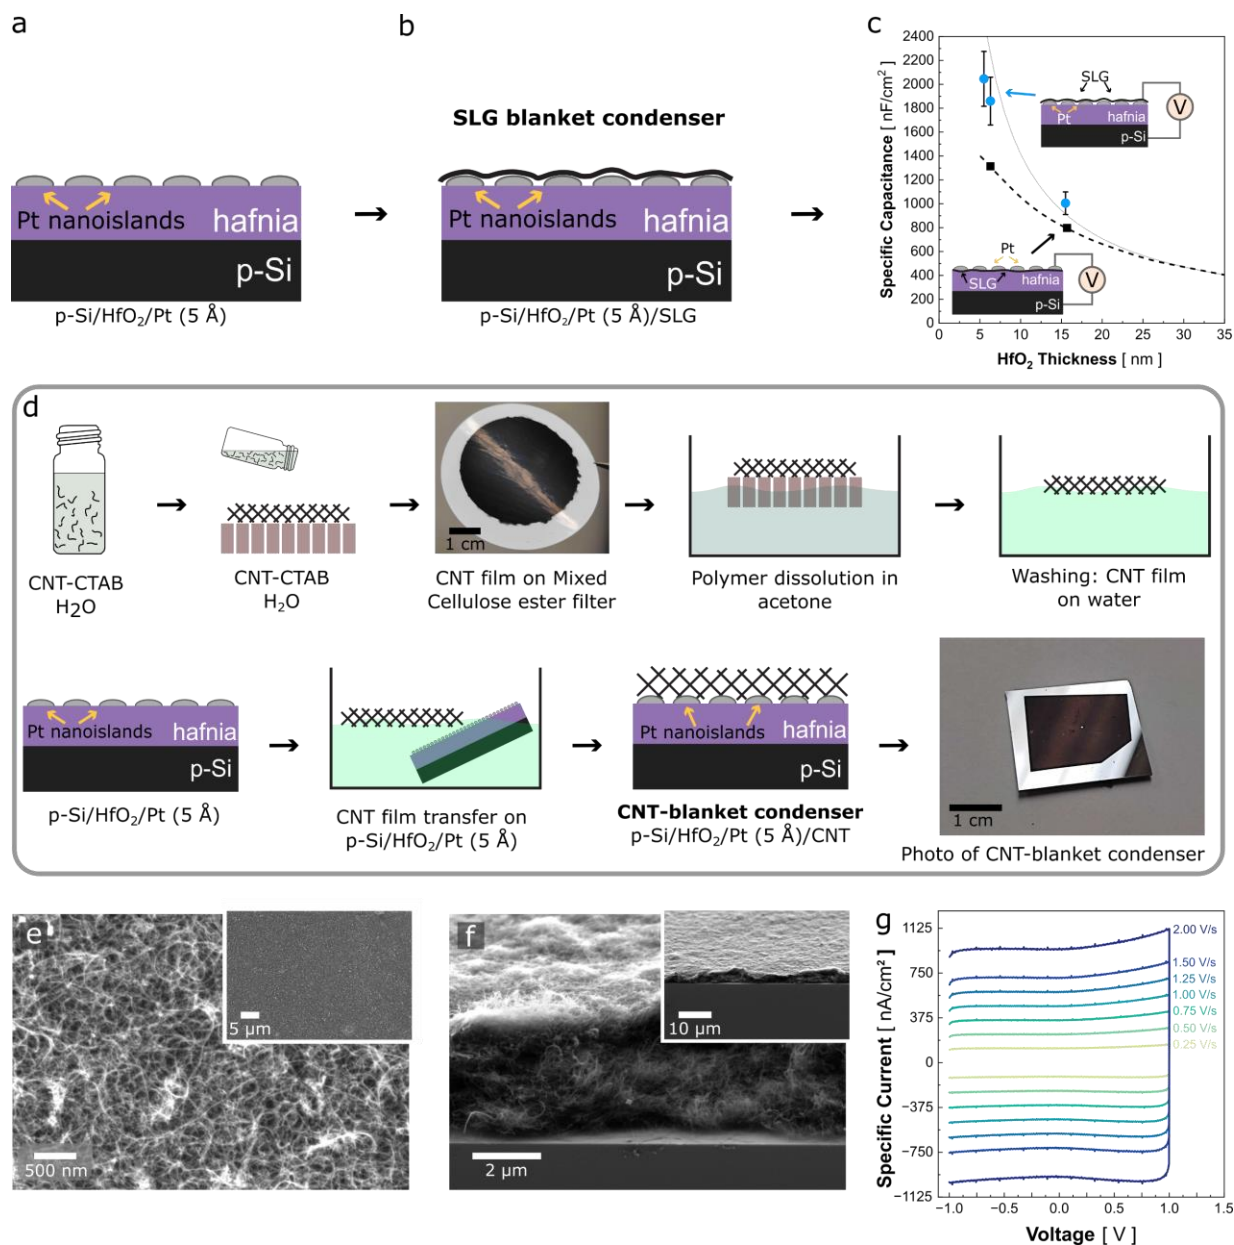 a
b
c
SLG blanket condenser
Pt nanoislands
hafnia
p-Si
p-Si/HfO₂/Pt (5 Å)
Pt nanoislands
hafnia
p-Si
p-Si/HfO₂/Pt (5 Å)/SLG
Specific Capacitance [ nF/cm² ]
2400
2200
2000
1800
1600
1400
1200
1000
800
600
400
200
0
0 5 10 15 20 25 30 35
HfO₂ Thickness [ nm ]
SLG
Pt
hafnia
p-Si
V
Pt
SLG
hafnia
p-Si
V
d
CNT-CTAB
H₂O
CNT-CTAB
H₂O
1 cm
CNT film on Mixed
Cellulose ester filter
Polymer dissolution in
acetone
Washing: CNT film
on water
Pt nanoislands
hafnia
p-Si
p-Si/HfO₂/Pt (5 Å)
CNT film transfer on
p-Si/HfO₂/Pt (5 Å)
Pt nanoislands
hafnia
p-Si
CNT-blanket condenser
p-Si/HfO₂/Pt (5 Å)/CNT
1 cm
Photo of CNT-blanket condenser
e
5 µm
500 nm
f
10 µm
2 µm
g
Specific Current [ nA/cm² ]
1125
750
375
0
−375
−750
−1125
2.00 V/s
1.50 V/s
1.25 V/s
1.00 V/s
0.75 V/s
0.50 V/s
0.25 V/s
−1.0 −0.5 0.0 0.5 1.0 1.5
Voltage [ V ]